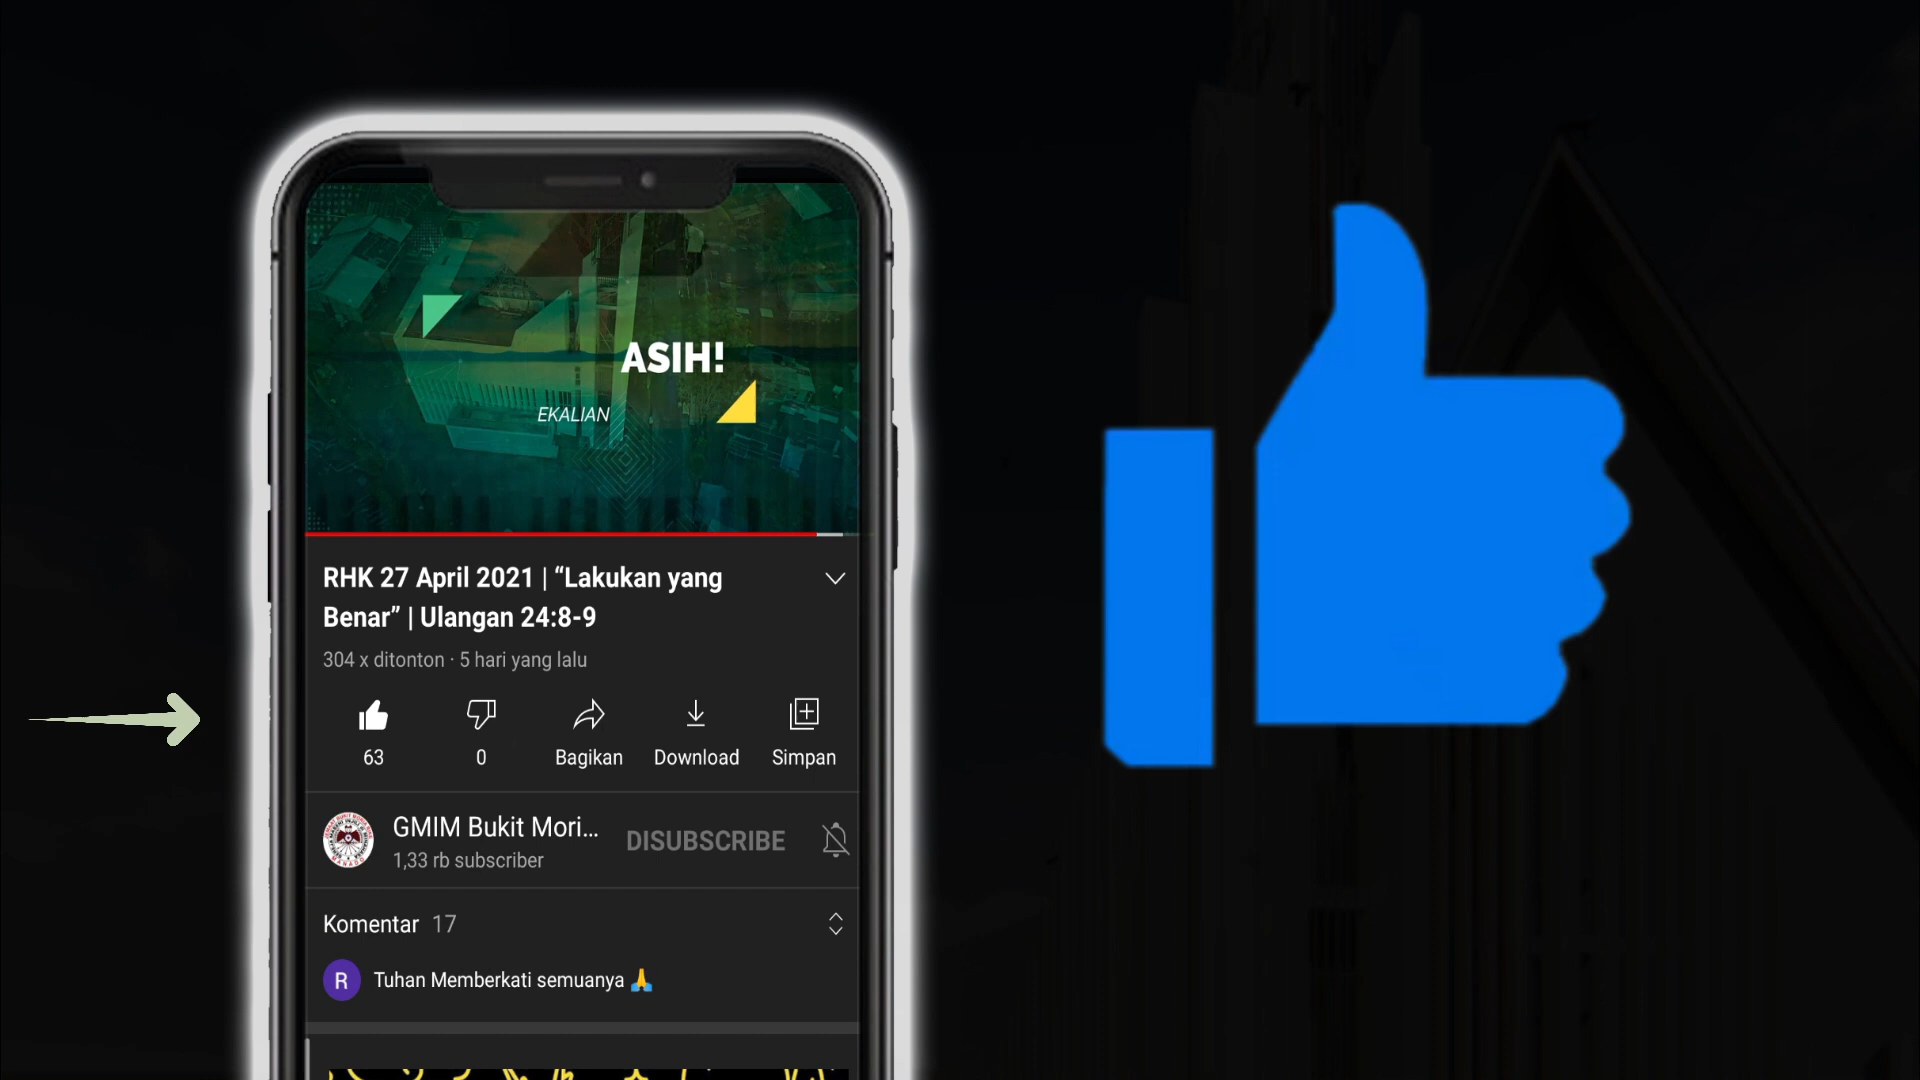 ASIH!
EKALIAN
RHK 27 April 2021 | “Lakukan yang
Benar” | Ulangan 24:8-9
304 x ditonton · 5 hari yang lalu
63
0
Bagikan
Download
Simpan
GMIM Bukit Mori...
DISUBSCRIBE
1,33 rb subscriber
Komentar 17
R
Tuhan Memberkati semuanya 🙏